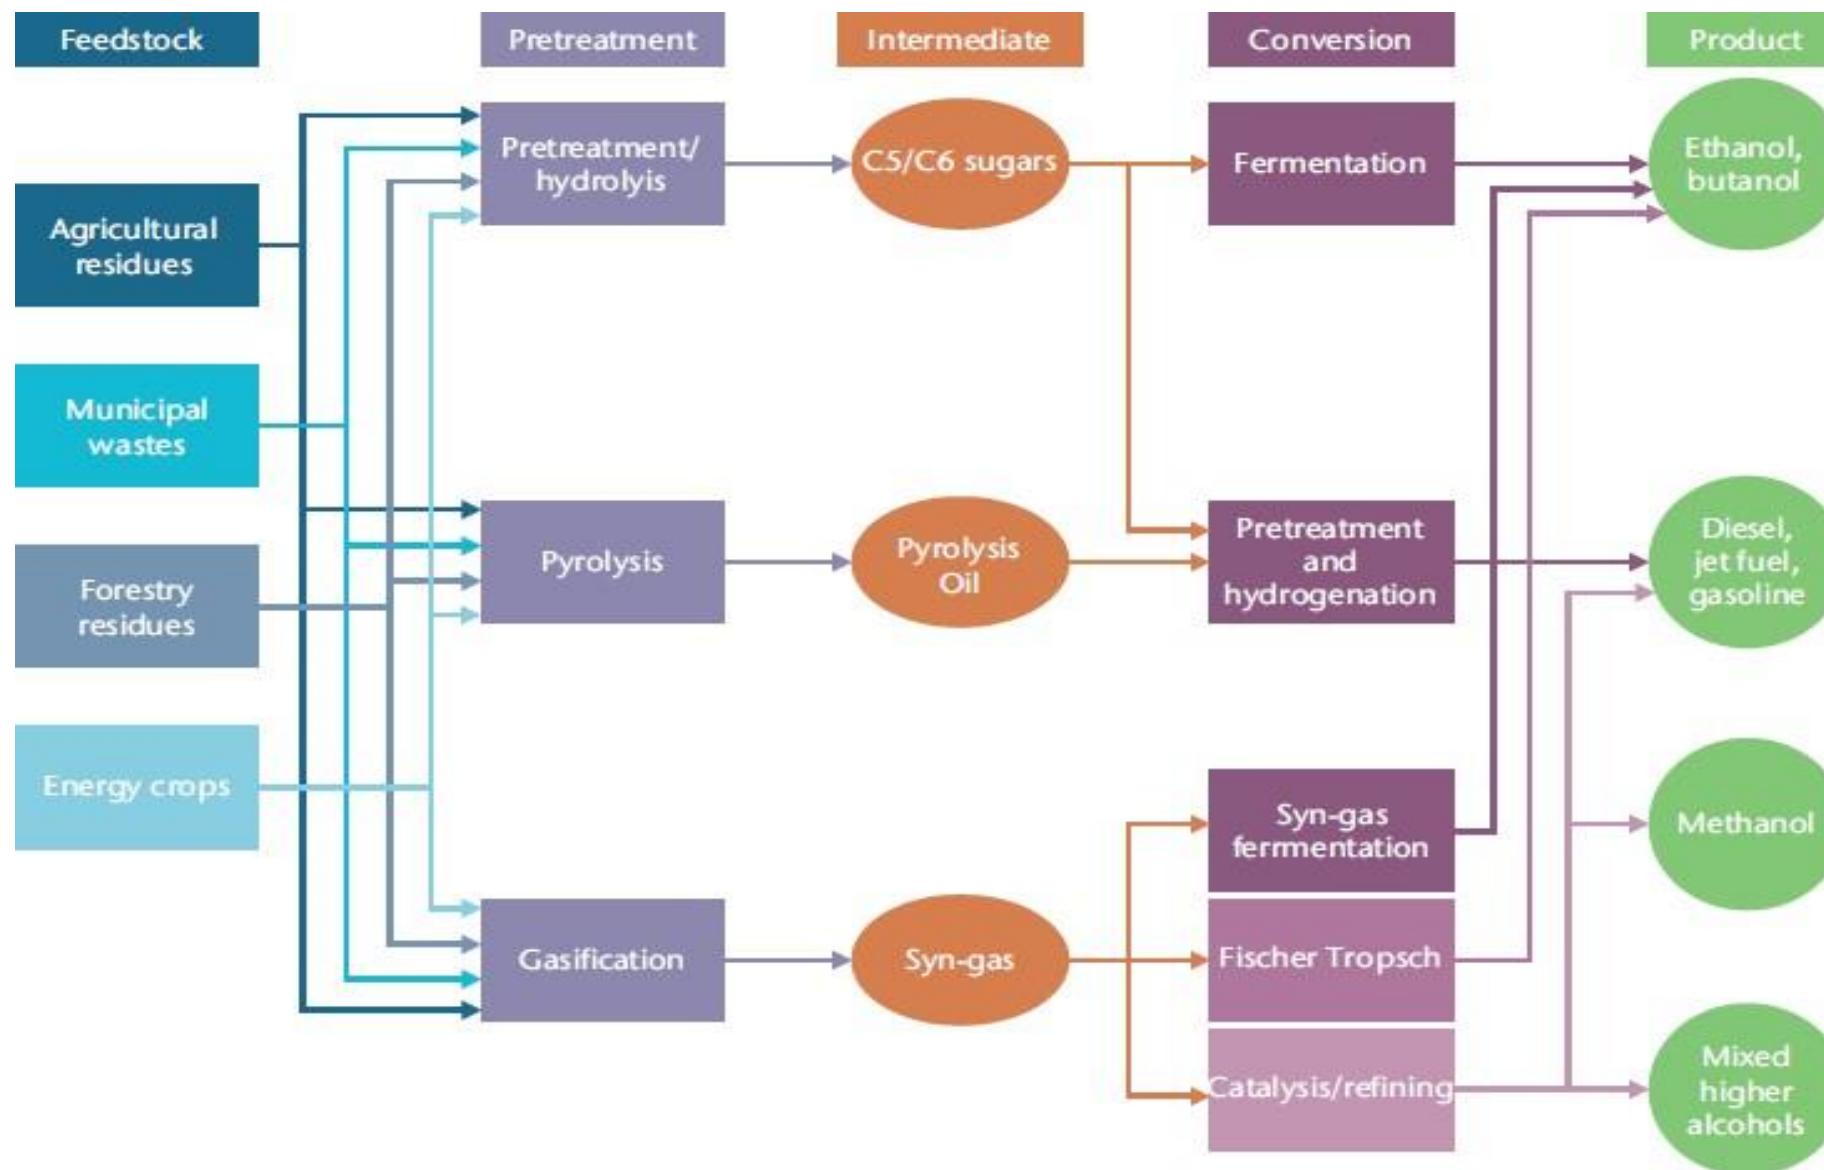 Feedstock
Pretreatment
Intermediate
Conversion
Product
Agricultural
residues
Municipal
wastes
Forestry
residues
Energy crops
Pretreatment/
hydrolyis
Pyrolysis
Gasification
C5/C6 sugars
Pyrolysis
Oil
Syn-gas
Fermentation
Pretreatment
and
hydrogenation
Syn-gas
ferrmentation
Fischer Tropsch
Catalysis/refining
Ethanol,
butanol
Diesel,
jet fuel,
gasoline
Methanol
Mixed
higher
alcohols